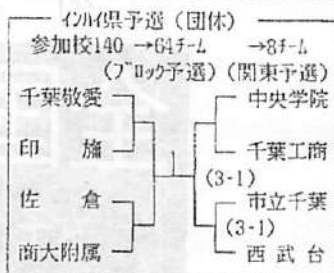 インハイ県予選(団体)
参加校140 →64チーム →8チーム
(ブロック予選)(関東予選)
千葉敬愛 中央学院
印旛 千葉工商
(3-1)
佐倉 市立千葉
(3-1)
商大附属 西武台